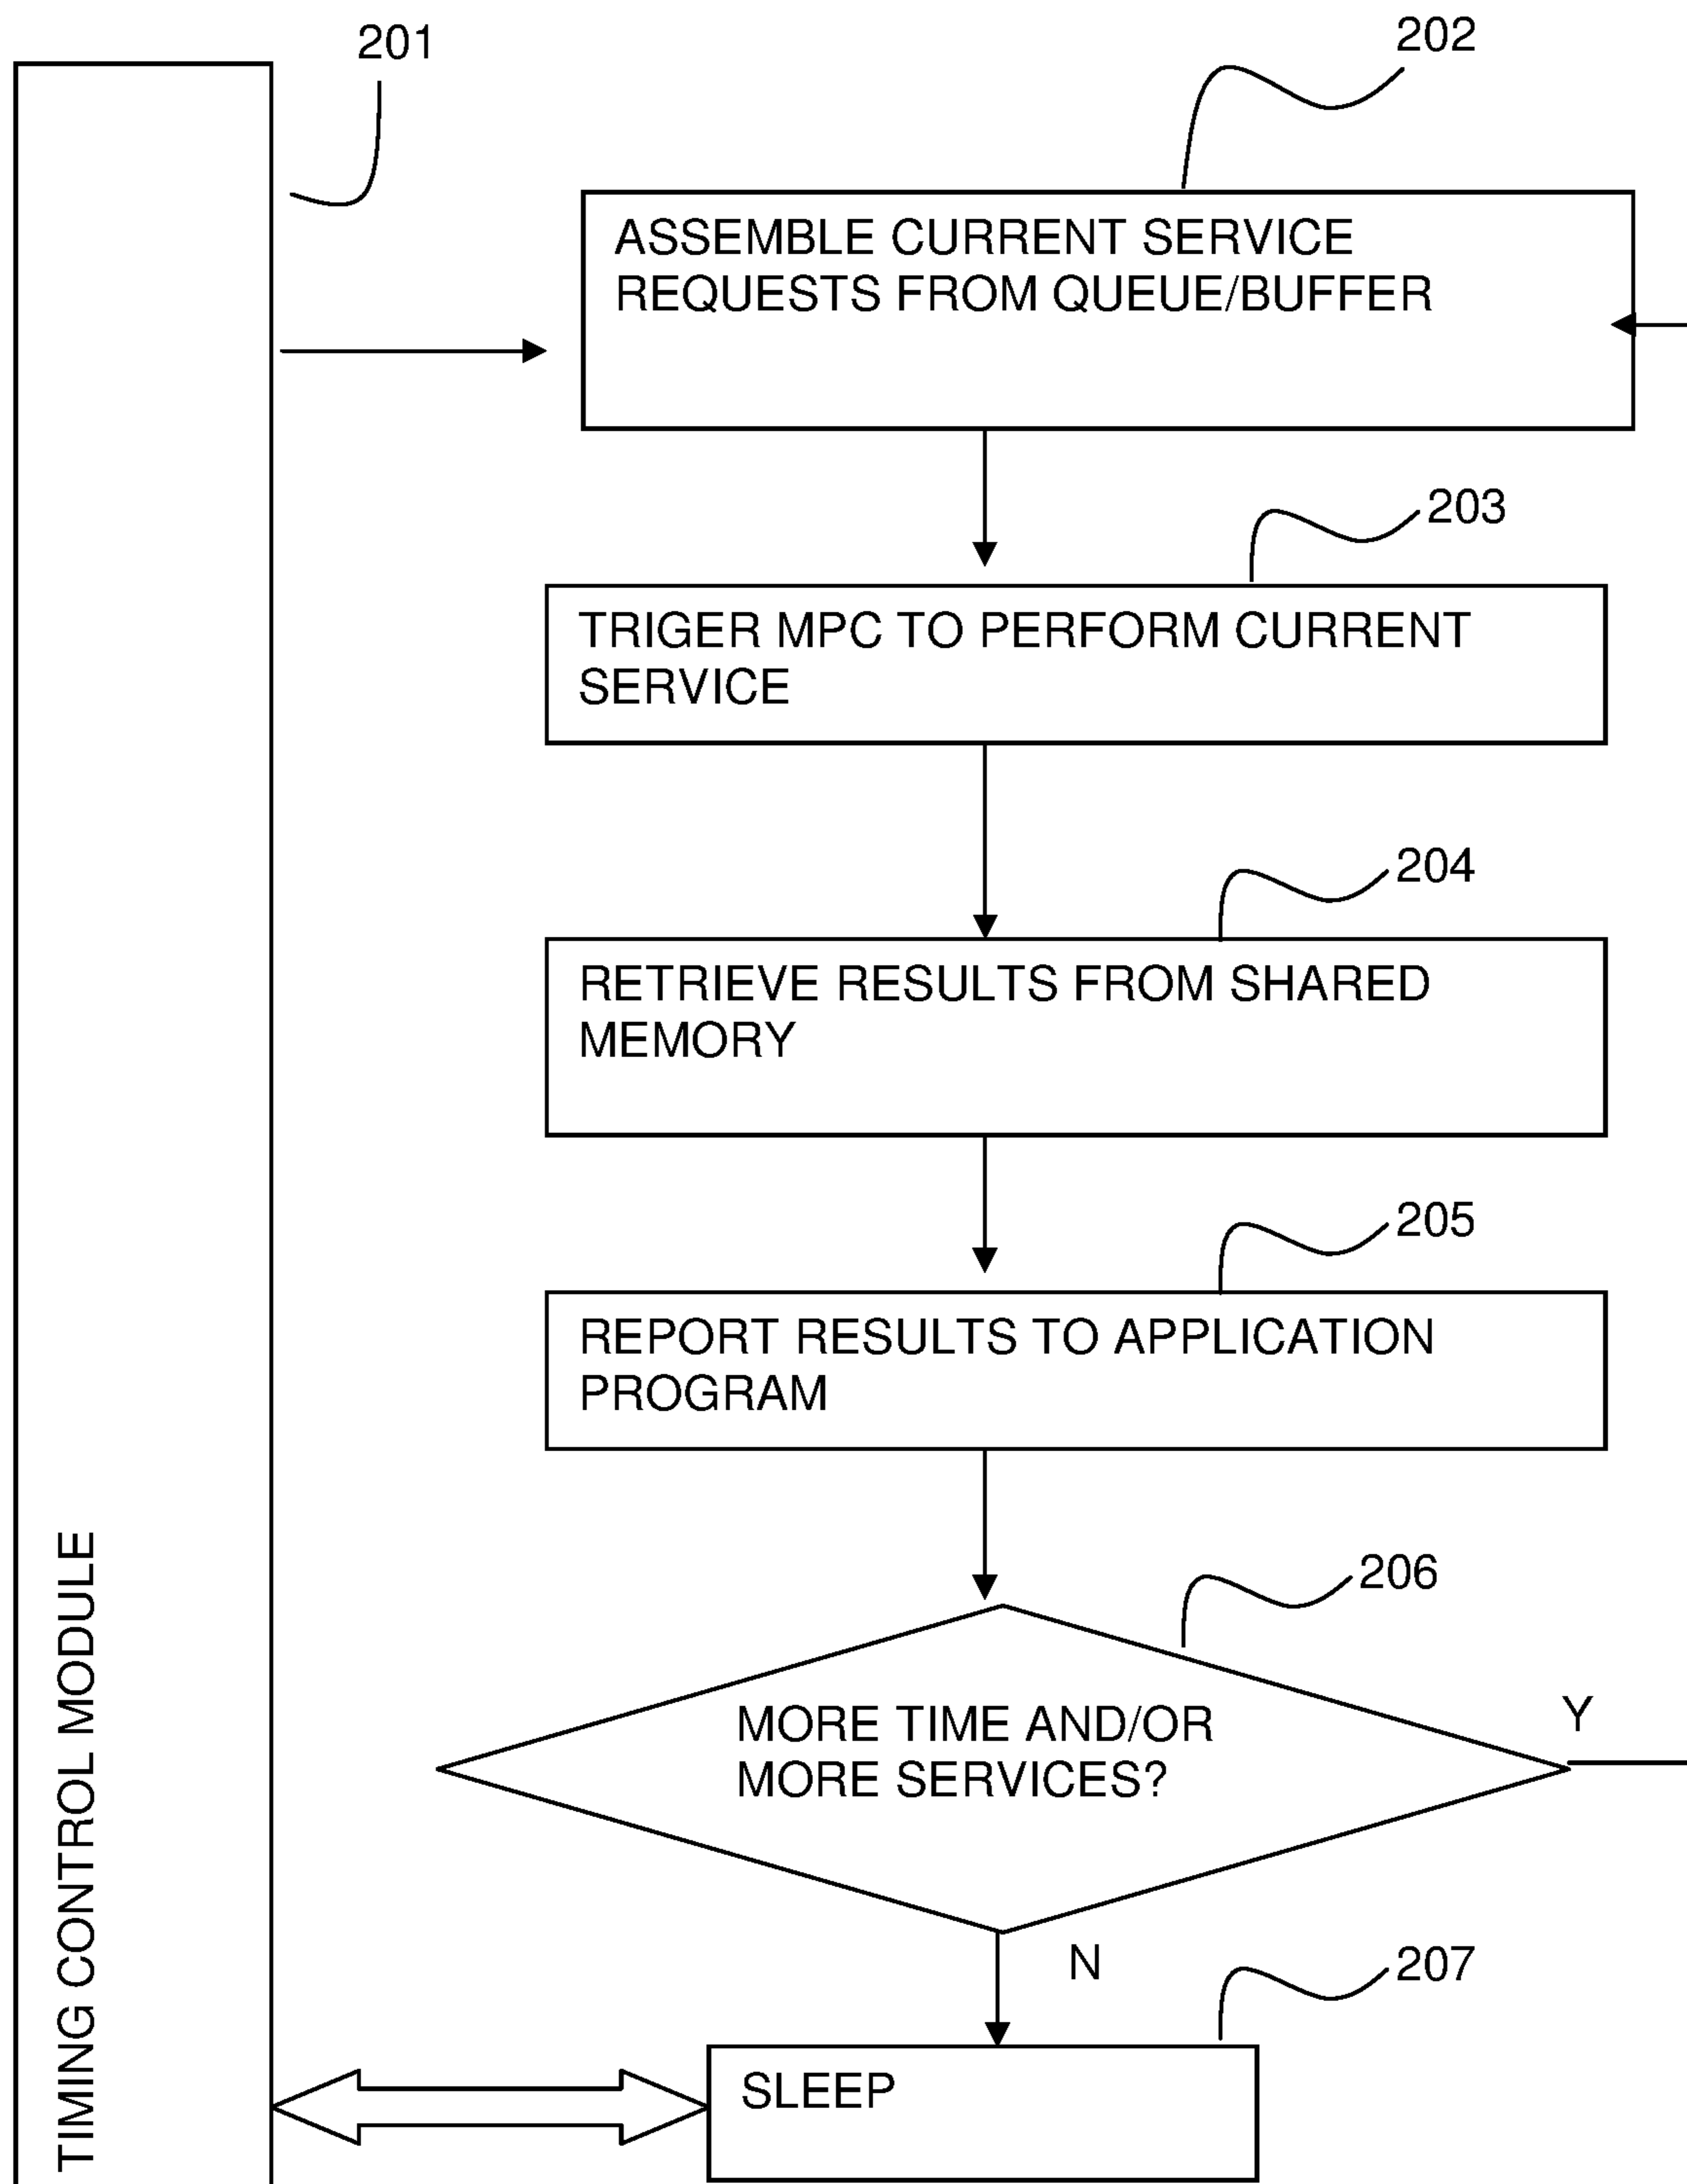 201
202
ASSEMBLE CURRENT SERVICE
REQUESTS FROM QUEUE/BUFFER
203
TRIGER MPC TO PERFORM CURRENT
SERVICE
204
RETRIEVE RESULTS FROM SHARED
MEMORY
205
REPORT RESULTS TO APPLICATION
PROGRAM
206
MORE TIME AND/OR
MORE SERVICES?
Y
N
207
SLEEP
TIMING CONTROL MODULE